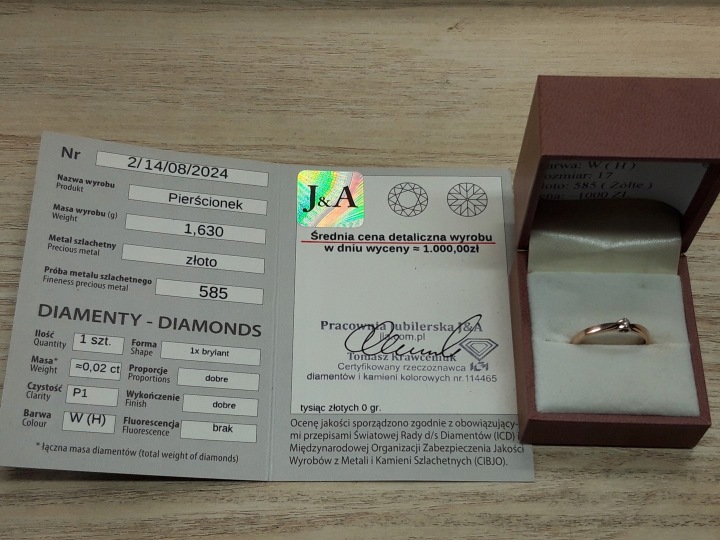 Nr 2/14/08/2024
Nazwa wyrobu
Produkt
Pierścionek
Masa wyrobu (g)
Weight
1,630
Metal szlachetny
Precious metal
złoto
Próba metalu szlachetnego
Fineness precious metal
585
DIAMENTY - DIAMONDS
Ilość
Quantity
1 szt.
Forma
Shape
1x brylant
Masa*
Weight
≈0,02 ct
Proporcje
Proportions
dobre
Czystość
Clarity
P1
Wykończenie
Finish
dobre
Barwa
Colour
W (H)
Fluorescencja
Fluorescence
brak
* łączna masa diamentów (total weight of diamonds)
J&A
Średnia cena detaliczna wyrobu
w dniu wyceny ≈ 1.000,00zł
Pracownia Jubilerska J&A
Tomasz
Certyfikowany rzeczoznawca
diamentów i kamieni kolorowych nr.114465
tysiąc złotych 0 gr.
Ocenę jakości sporządzono zgodnie z obowiązujący-
mi przepisami Światowej Rady d/s Diamentów (ICD) i
Międzynarodowej Organizacji Zabezpieczenia Jakości
Wyrobów z Metali i Kamieni Szlachetnych (CIBJO).
W (H)
17
585 ( Żółte )
~1000 Zł.